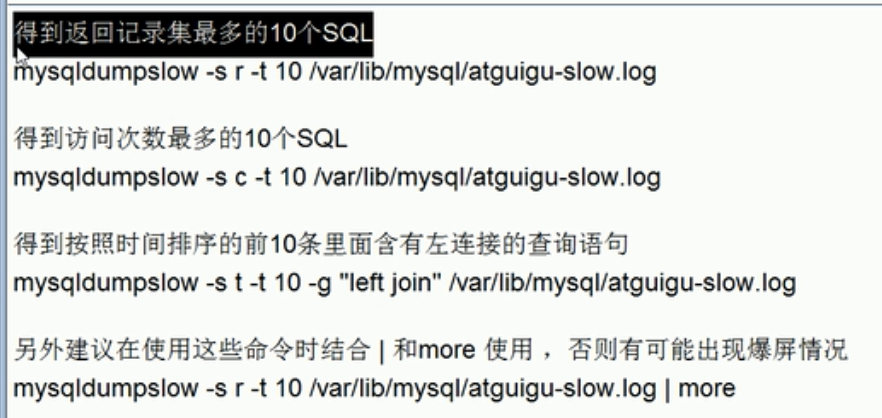 得到返回记录集最多的10个SQL
mysqldumpslow -s r -t 10 /var/lib/mysql/atguigu-slow.log
得到访问次数最多的10个SQL
mysqldumpslow -s c -t 10 /var/lib/mysql/atguigu-slow.log
得到按照时间排序的前10条里面含有左连接的查询语句
mysqldumpslow -s t -t 10 -g "left join" /var/lib/mysql/atguigu-slow.log
另外建议在使用这些命令时结合 | 和more 使用 ，否则有可能出现爆屏情况
mysqldumpslow -s r -t 10 /var/lib/mysql/atguigu-slow.log | more